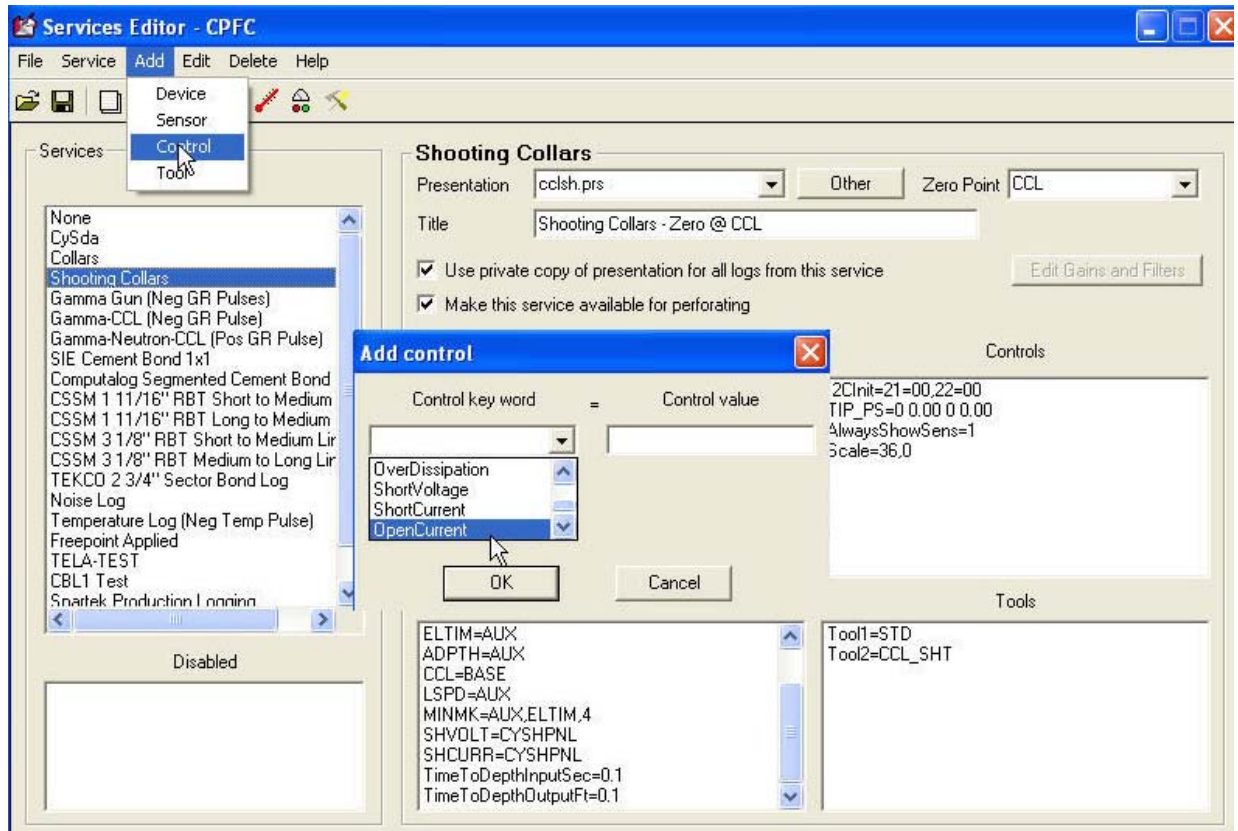 Services Editor - CPFC
File Service Add Edit Delete Help
Device
Sensor
Control
Tool
Services
None
CySda
Collars
Shooting Collars
Gamma Gun (Neg GR Pulses)
Gamma-CCL (Neg GR Pulse)
Gamma-Neutron-CCL (Pos GR Pulse)
SIE Cement Bond 1x1
Computalog Segmented Cement Bond
CSSM 1 11/16" RBT Short to Medium
CSSM 1 11/16" RBT Long to Medium
CSSM 3 1/8" RBT Short to Medium Lir
CSSM 3 1/8" RBT Medium to Long Lir
TEKCO 2 3/4" Sector Bond Log
Noise Log
Temperature Log (Neg Temp Pulse)
Freepoint Applied
TELA-TEST
CBL1 Test
Spartek Production Logging
Disabled
Shooting Collars
Presentation cclsh.prs Other Zero Point CCL
Title Shooting Collars - Zero @ CCL
Use private copy of presentation for all logs from this service Edit Gains and Filters
Make this service available for perforating
Add control
Control key word = Control value
OverDissipation
ShortVoltage
ShortCurrent
OpenCurrent
OK Cancel
Controls
2CInit=21=00,22=00
TIP_PS=0 0.00 0 0.00
AlwaysShowSens=1
Scale=36,0
ELTIM=AUX
ADPTH=AUX
CCL=BASE
LSPD=AUX
MINMK=AUX,ELTIM,4
SHVOLT=CYSHPNL
SHCURR=CYSHPNL
TimeToDepthInputSec=0.1
TimeToDepthOutputFt=0.1
Tools
Tool1=STD
Tool2=CCL_SHT